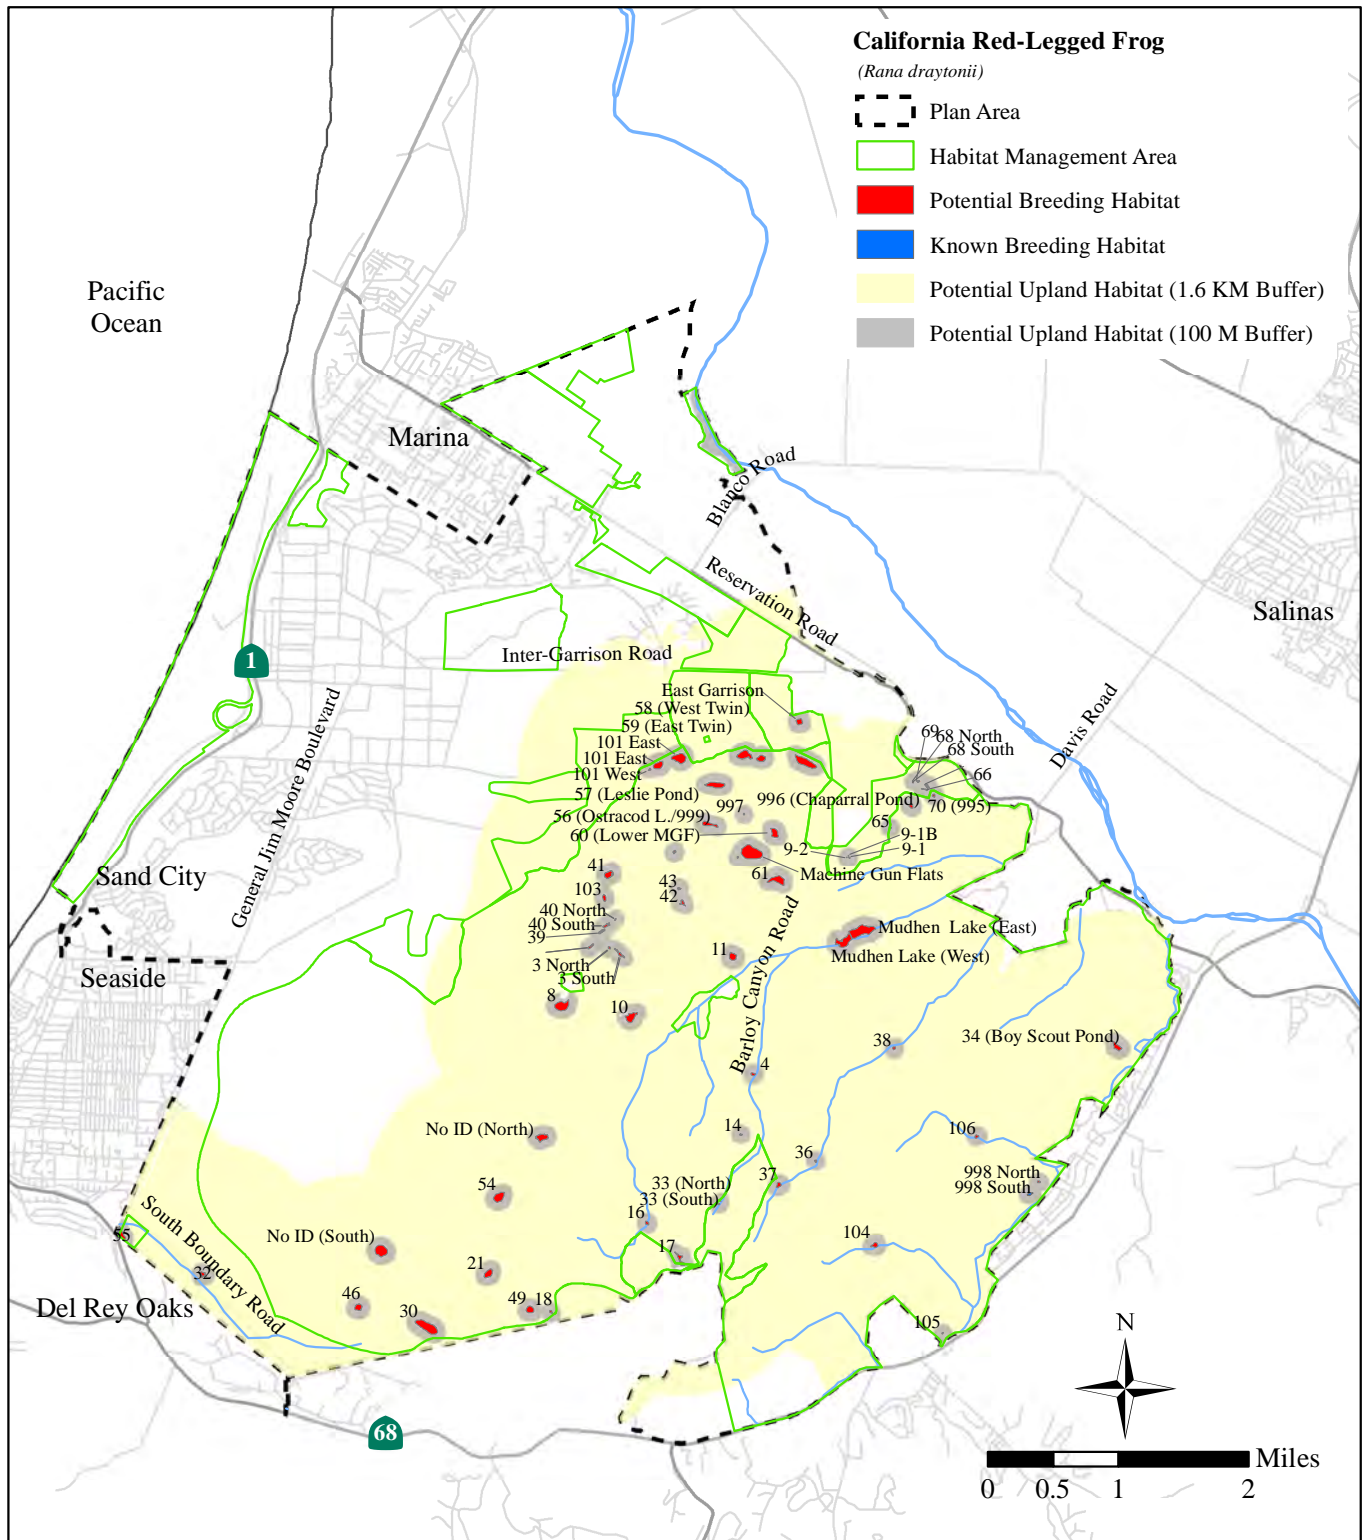 California Red-Legged Frog
(Rana draytonii)
Plan Area
Habitat Management Area
Potential Breeding Habitat
Known Breeding Habitat
Potential Upland Habitat (1.6 KM Buffer)
Potential Upland Habitat (100 M Buffer)
Pacific
Ocean
Marina
Blanco Road
Reservation Road
Salinas
1
Inter-Garrison Road
General Jim Moore Boulevard
Davis Road
East Garrison
58 (West Twin)
59 (East Twin)
101 East
101 East
101 West
57 (Leslie Pond)
997
996 (Chaparral Pond)
56 (Ostracod L./999)
60 (Lower MGF)
69
68 North
68 South
66
70 (995)
65
9-1B
9-1
9-2
Machine Gun Flats
61
41
43
42
103
40 North
40 South
39
3 North
3 South
11
Mudhen Lake (East)
Mudhen Lake (West)
Sand City
Seaside
8
10
Barloy Canyon Road
38
34 (Boy Scout Pond)
4
14
106
No ID (North)
36
37
998 North
998 South
33 (North)
33 (South)
54
16
South Boundary Road
55
No ID (South)
17
104
32
21
Del Rey Oaks
46
30
49
18
105
N
68
Miles
0
0.5
1
2